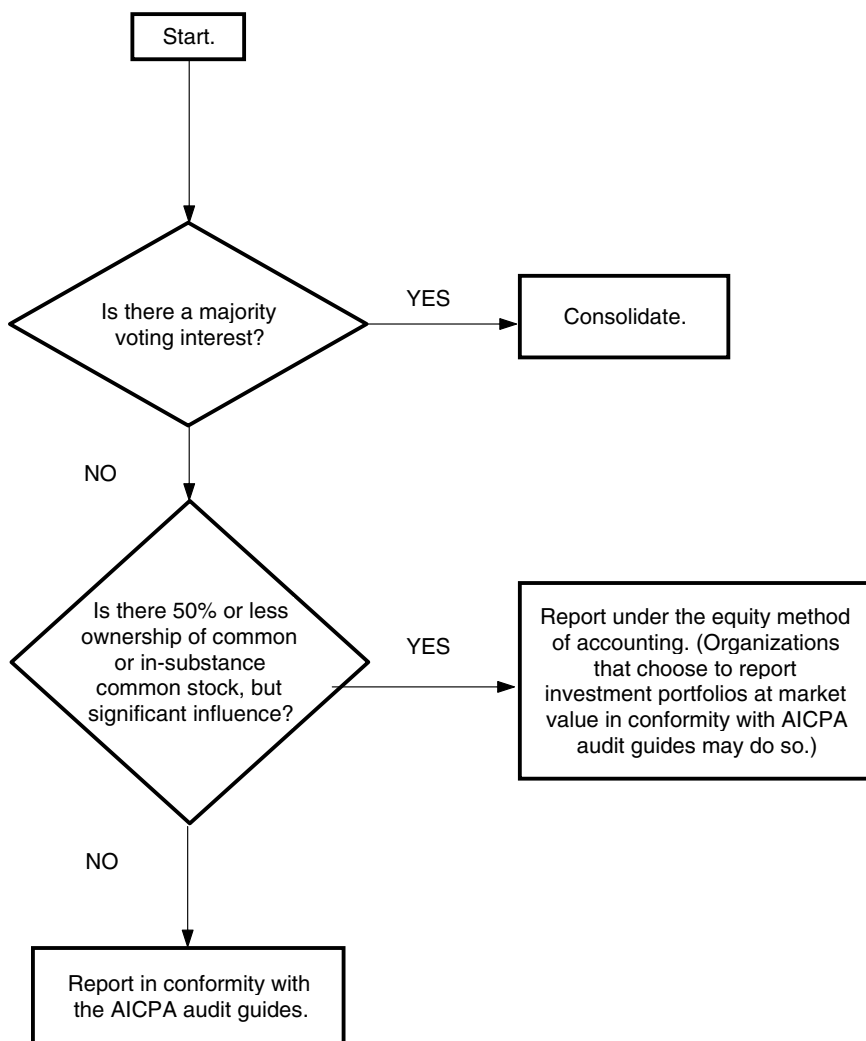 Start.
Is there a majority
voting interest?
YES
Consolidate.
NO
Is there 50% or less
ownership of common
or in-substance
common stock, but
significant influence?
YES
Report under the equity method
of accounting. (Organizations
that choose to report
investment portfolios at market
value in conformity with AICPA
audit guides may do so.)
NO
Report in conformity with
the AICPA audit guides.